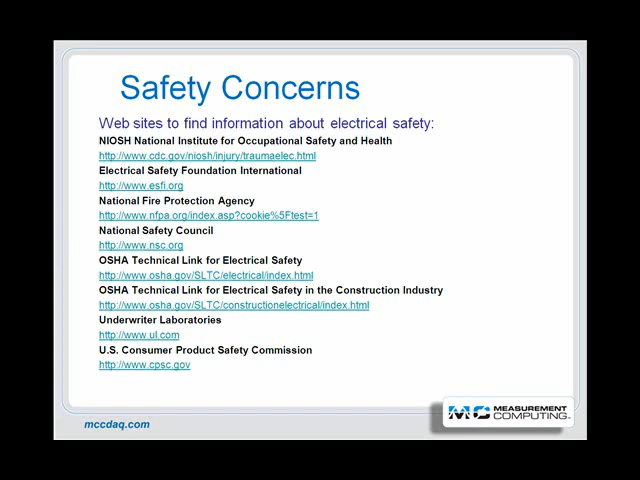 Safety Concerns
Web sites to find information about electrical safety:
NIOSH National Institute for Occupational Safety and Health
http://www.cdc.gov/niosh/injury/traumaelec.html
Electrical Safety Foundation International
http://www.esfi.org
National Fire Protection Agency
http://www.nfpa.org/index.asp?cookie%5Ftest=1
National Safety Council
http://www.nsc.org
OSHA Technical Link for Electrical Safety
http://www.osha.gov/SLTC/electrical/index.html
OSHA Technical Link for Electrical Safety in the Construction Industry
http://www.osha.gov/SLTC/constructionelectrical/index.html
Underwriter Laboratories
http://www.ul.com
U.S. Consumer Product Safety Commission
http://www.cpsc.gov
mccdaq.com
MC MEASUREMENT
COMPUTING